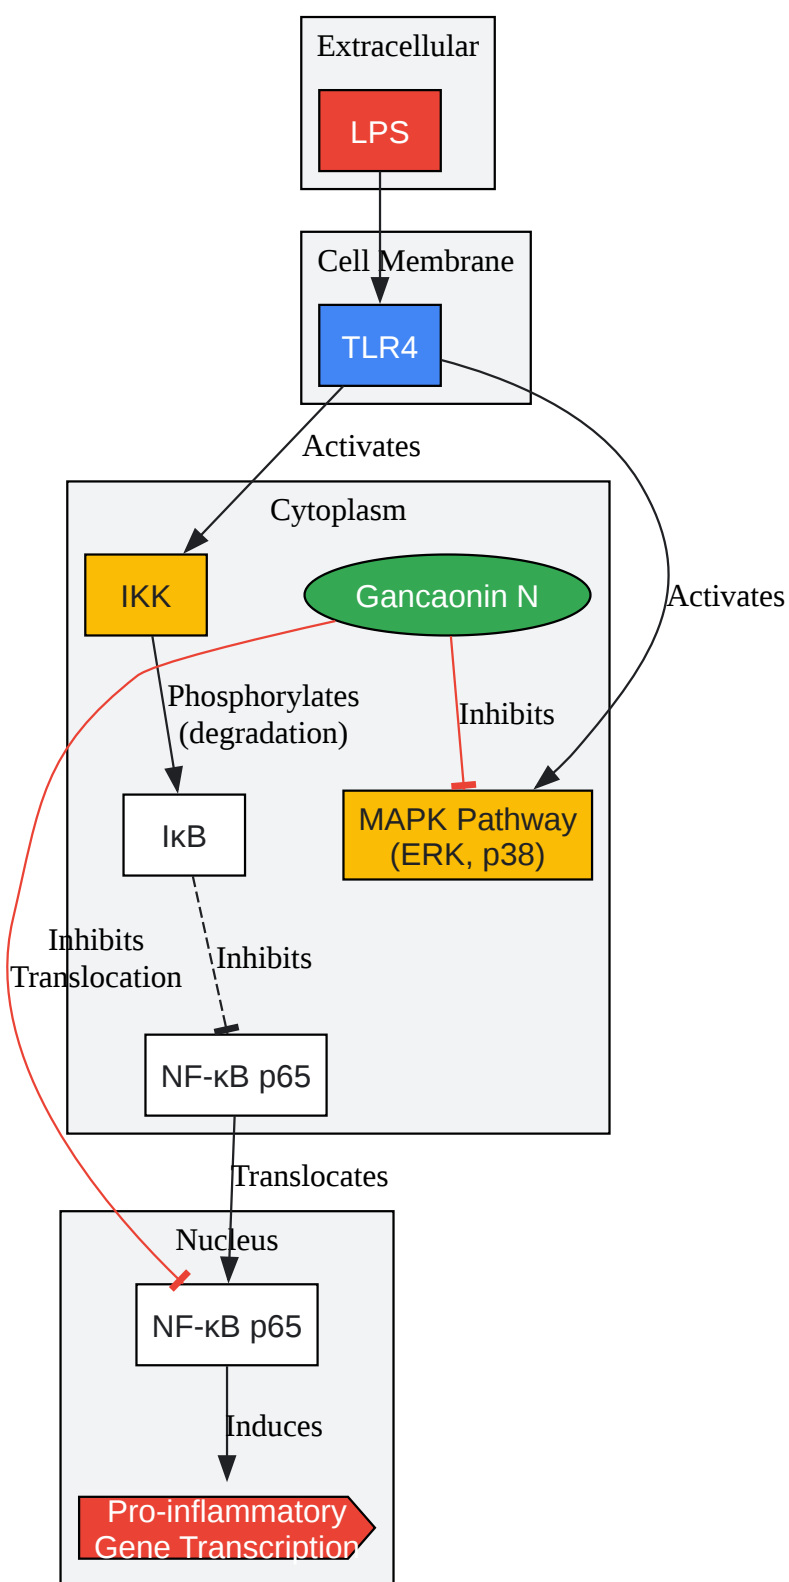 Extracellular
LPS
Cell Membrane
TLR4
Activates
Cytoplasm
IKK
Gancaonin N
Activates
Phosphorylates
(degradation)
Inhibits
IκB
MAPK Pathway
(ERK, p38)
Inhibits
Translocation
Inhibits
NF-κB p65
Translocates
Nucleus
NF-κB p65
Induces
Pro-inflammatory
Gene Transcription